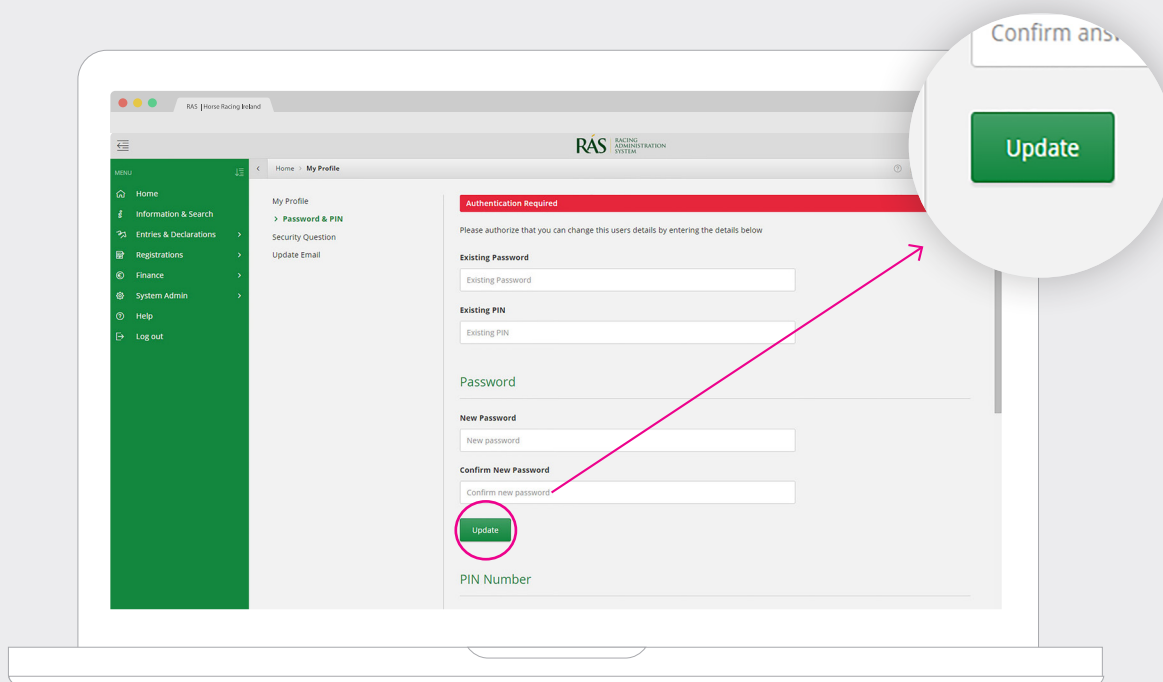 RAS | Horse Racing Ireland
RÁS RACING
ADMINISTRATION
SYSTEM
MENU
Home
Information & Search
Entries & Declarations
Registrations
Finance
System Admin
Help
Log out
Home > My Profile
My Profile
> Password & PIN
Security Question
Update Email
Authentication Required
Please authorize that you can change this users details by entering the details below
Existing Password
Existing Password
Existing PIN
Existing PIN
Password
New Password
New password
Confirm New Password
Confirm new password
Update
PIN Number
Confirm
Update